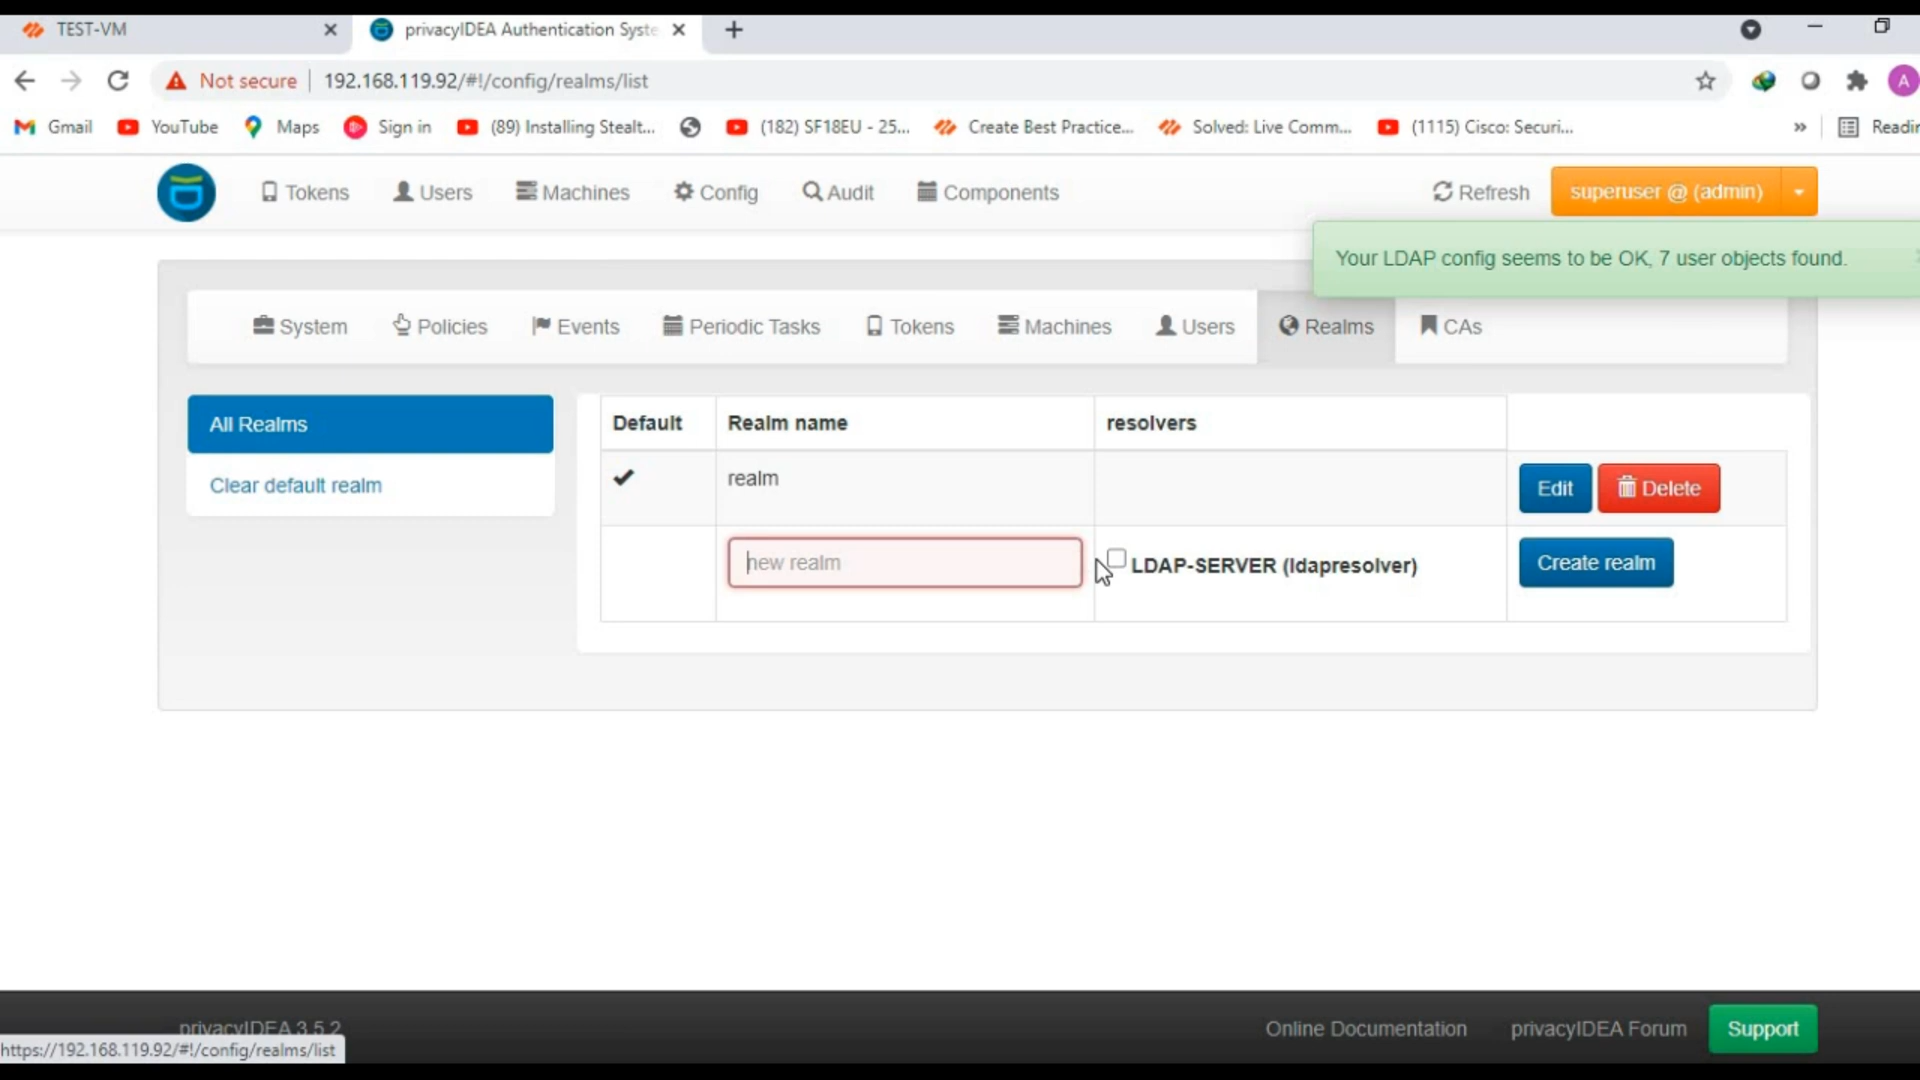 TEST-VM
privacyIDEA Authentication Syste
Not secure
192.168.119.92/#!/config/realms/list
A
Gmail
YouTube
Maps
Sign in
(89) Installing Stealt...
(182) SF18EU - 25...
Create Best Practice...
Solved: Live Comm...
(1115) Cisco: Securi...
»
Readin
Tokens
Users
Machines
Config
Audit
Components
Refresh
superuser @ (admin)
Your LDAP config seems to be OK, 7 user objects found.
System
Policies
Events
Periodic Tasks
Tokens
Machines
Users
Realms
CAs
All Realms
Clear default realm
Default
Realm name
resolvers
realm
Edit
Delete
new realm
LDAP-SERVER (ldapresolver)
Create realm
privacyIDEA 3.5.2
Online Documentation
privacyIDEA Forum
Support
https://192.168.119.92/#!/config/realms/list